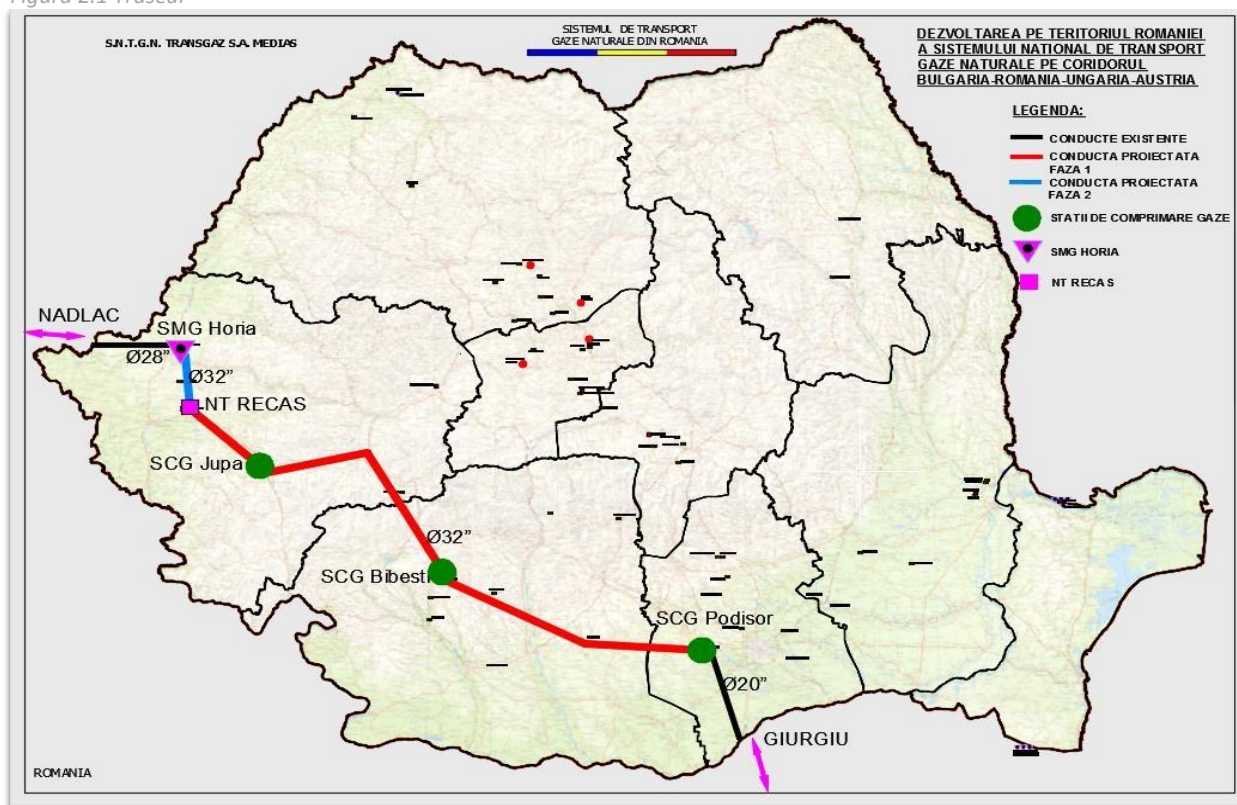 Figura 2.1 Traseul
S.N.T.G.N. TRANSGAZ S.A. MEDIAS
SISTEMUL DE TRANSPORT
GAZE NATURALE DIN ROMANIA
DEZVOLTAREA PE TERITORIUL ROMANIEI
A SISTEMULUI NATIONAL DE TRANSPORT
GAZE NATURALE PE CORIDORUL
BULGARIA-ROMANIA-UNGARIA-AUSTRIA
LEGENDA:
CONDUCTE EXISTENTE
CONDUCTA PROIECTATA
FAZA 1
CONDUCTA PROIECTATA
FAZA 2
STATII DE COMPRIMARE GAZE
SMG HORIA
NT RECAS
NADLAC
SMG Horia
Ø28”
Ø32”
NT RECAS
SCG Jupa
Ø32”
SCG Bibesti
SCG Podisor
Ø20”
GIURGIU
ROMANIA